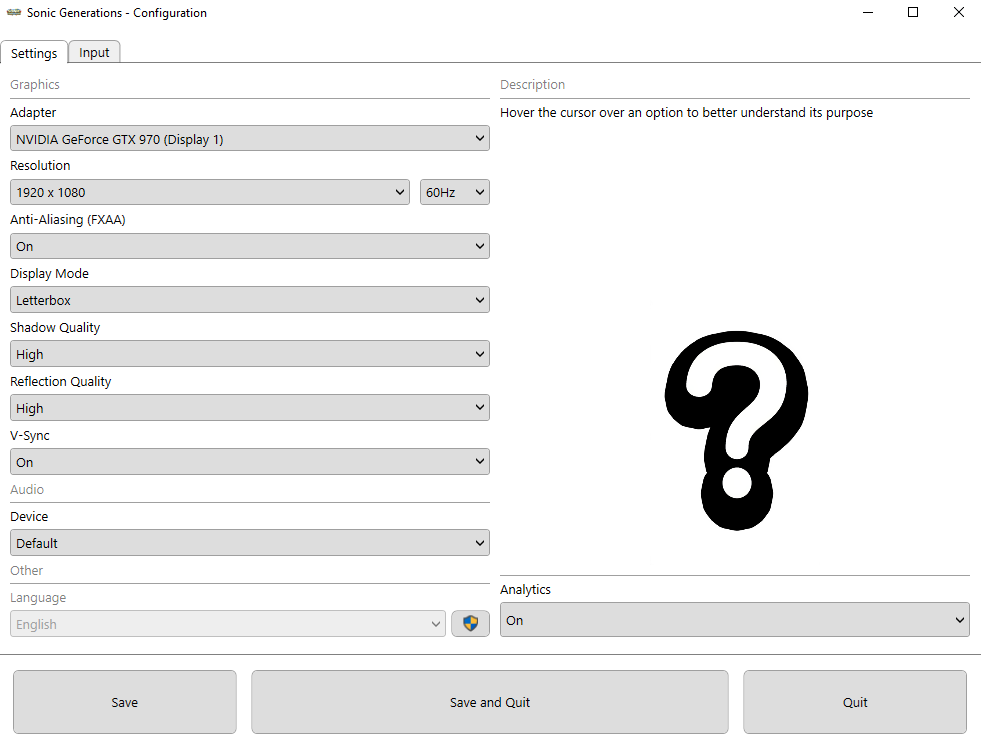 Sonic Generations - Configuration
Settings
Input
Graphics
Adapter
NVIDIA GeForce GTX 970 (Display 1)
Resolution
1920 x 1080
60Hz
Anti-Aliasing (FXAA)
On
Display Mode
Letterbox
Shadow Quality
High
Reflection Quality
High
V-Sync
On
Audio
Device
Default
Other
Language
English
Description
Hover the cursor over an option to better understand its purpose
?
Analytics
On
Save
Save and Quit
Quit